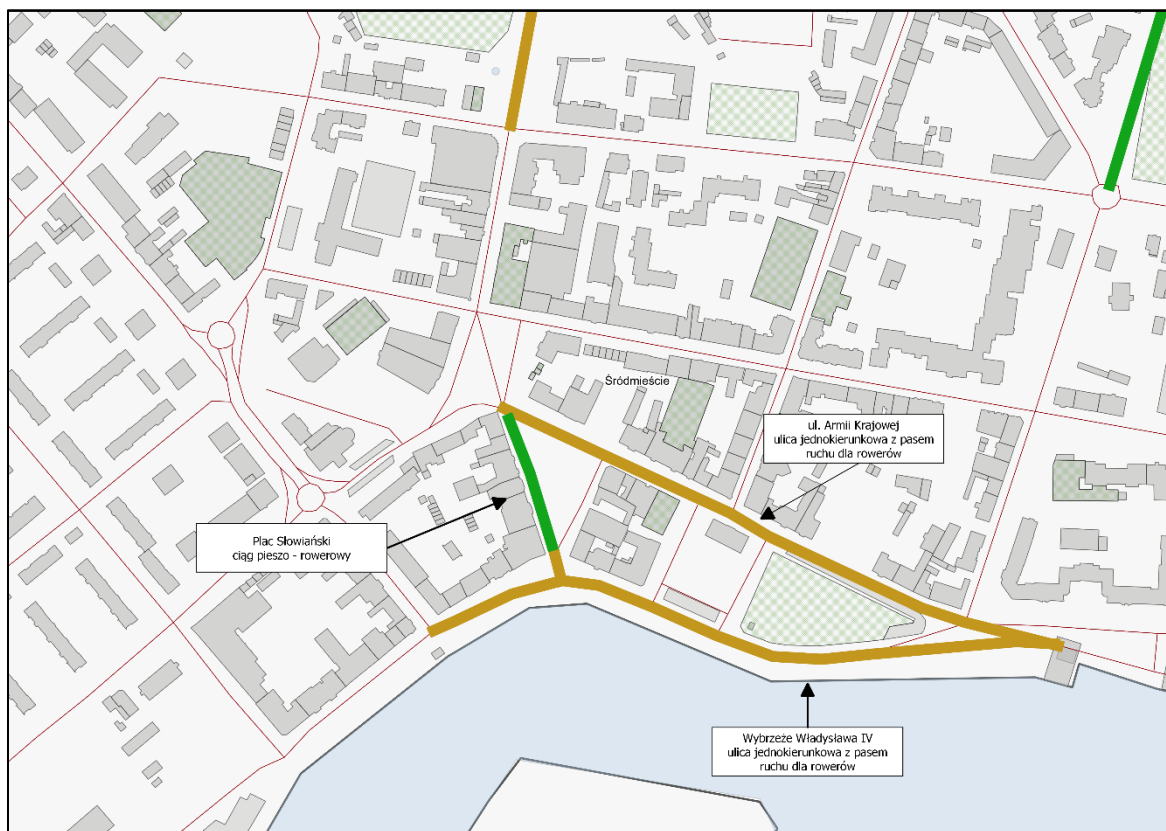 Śródmieście
ul. Armii Krajowej
ulica jednokierunkowa z pasem
ruchu dla rowerów
Plac Słowiański
ciąg pieszo - rowerowy
Wybrzeże Władysława IV
ulica jednokierunkowa z pasem
ruchu dla rowerów